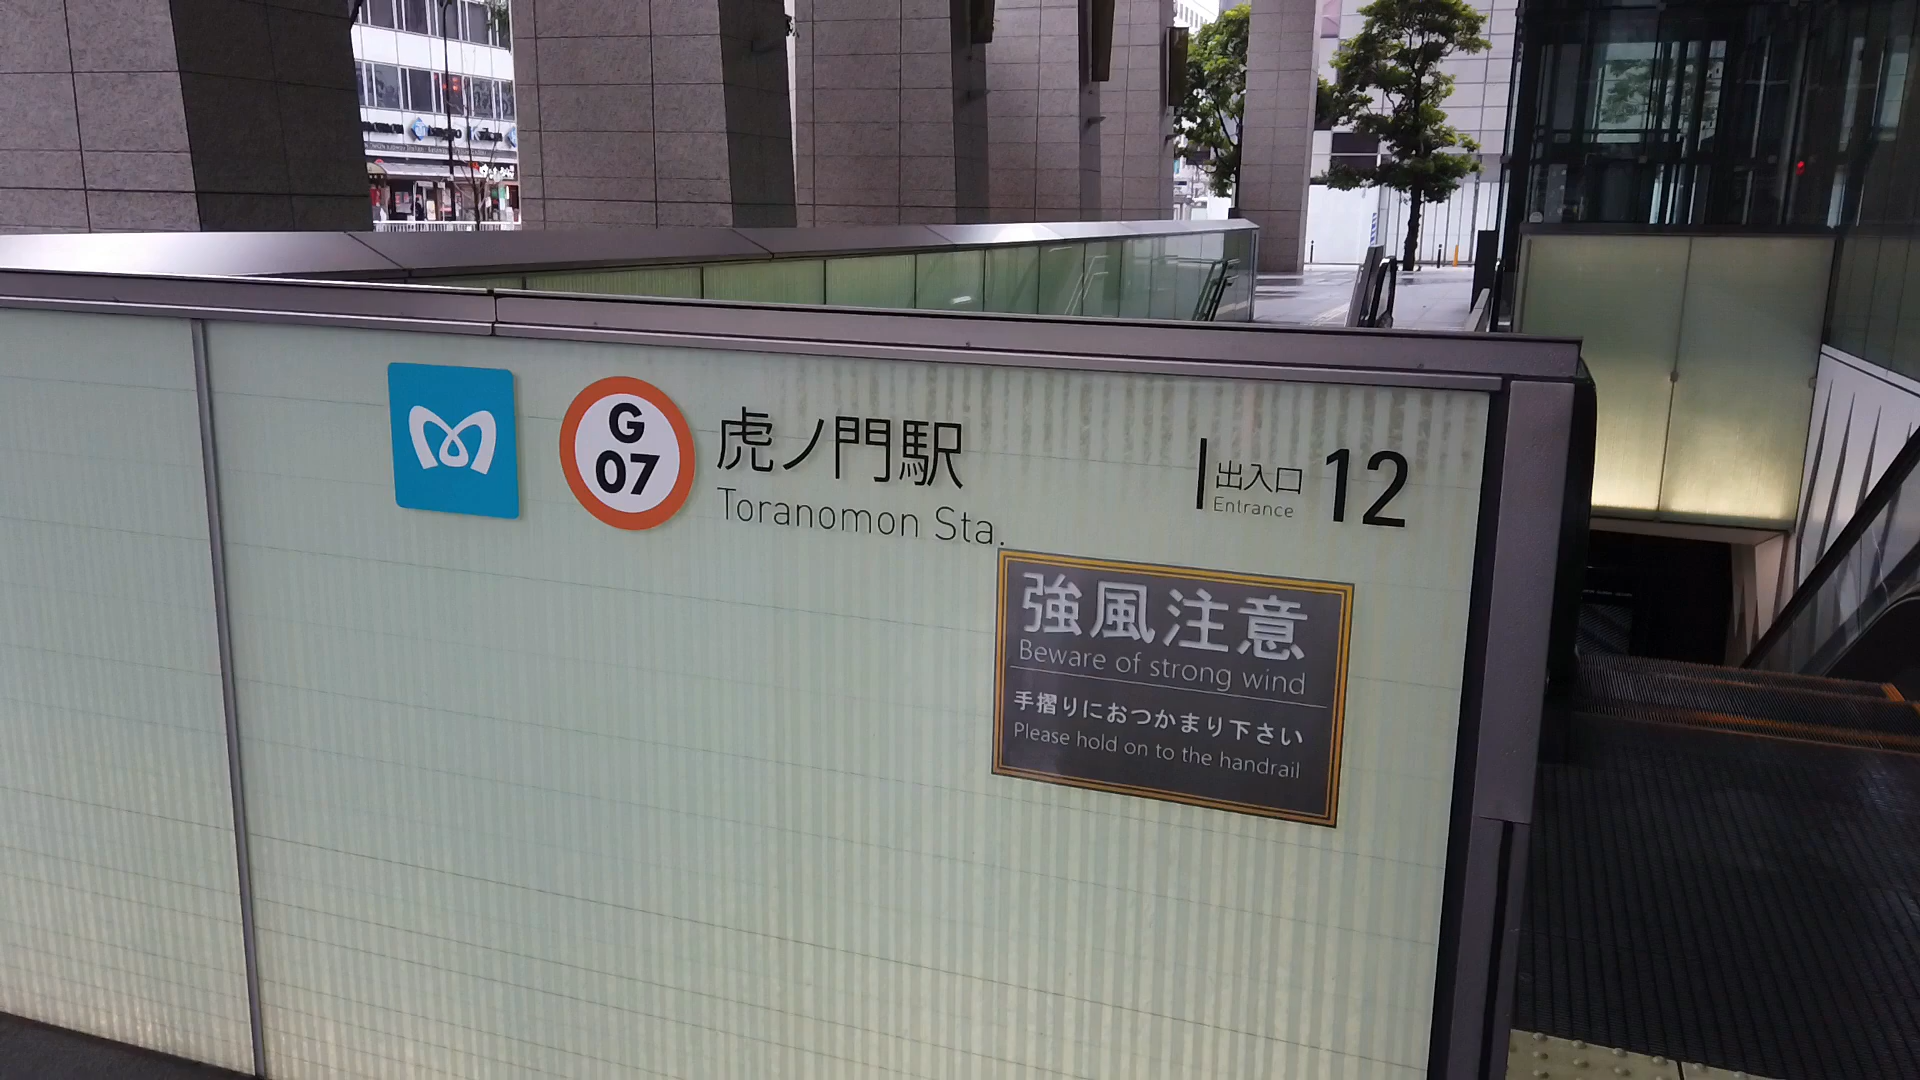 G
07
虎ノ門駅
Toranomon Sta.
出入口
Entrance
12
強風注意
Beware of strong wind
手摺りにおつかまり下さい
Please hold on to the handrail